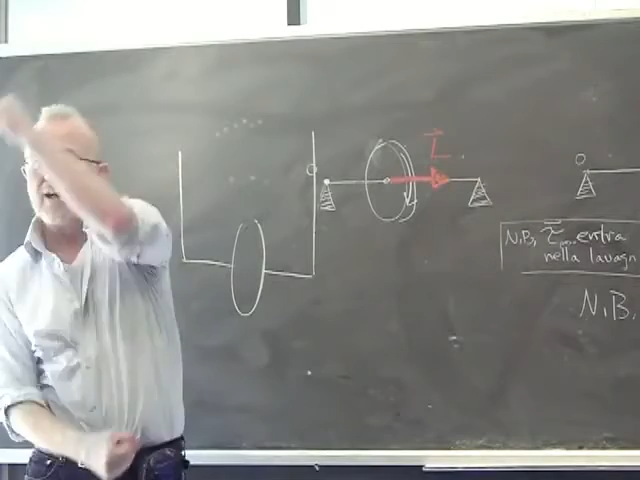 L
O
N.B. τ entra
nella lavagn
N.B.